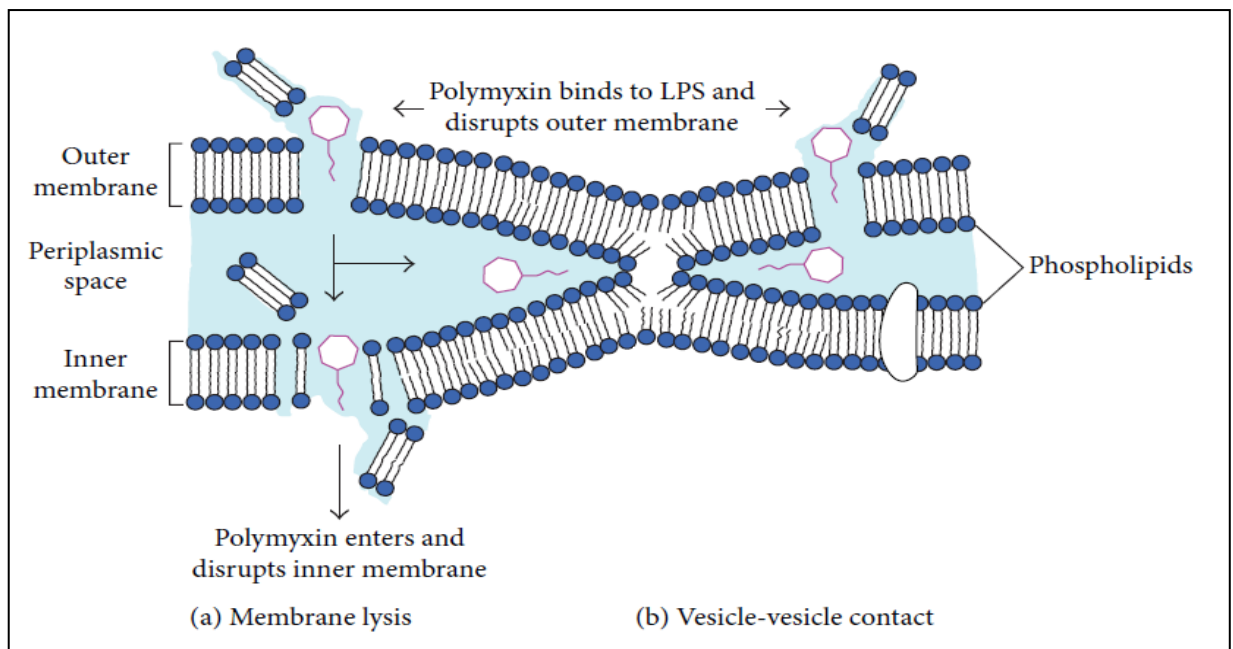 Polymyxin binds to LPS and
disrupts outer membrane
Outer
membrane
Periplasmic
space
Phospholipids
Inner
membrane
Polymyxin enters and
disrupts inner membrane
(a) Membrane lysis
(b) Vesicle-vesicle contact